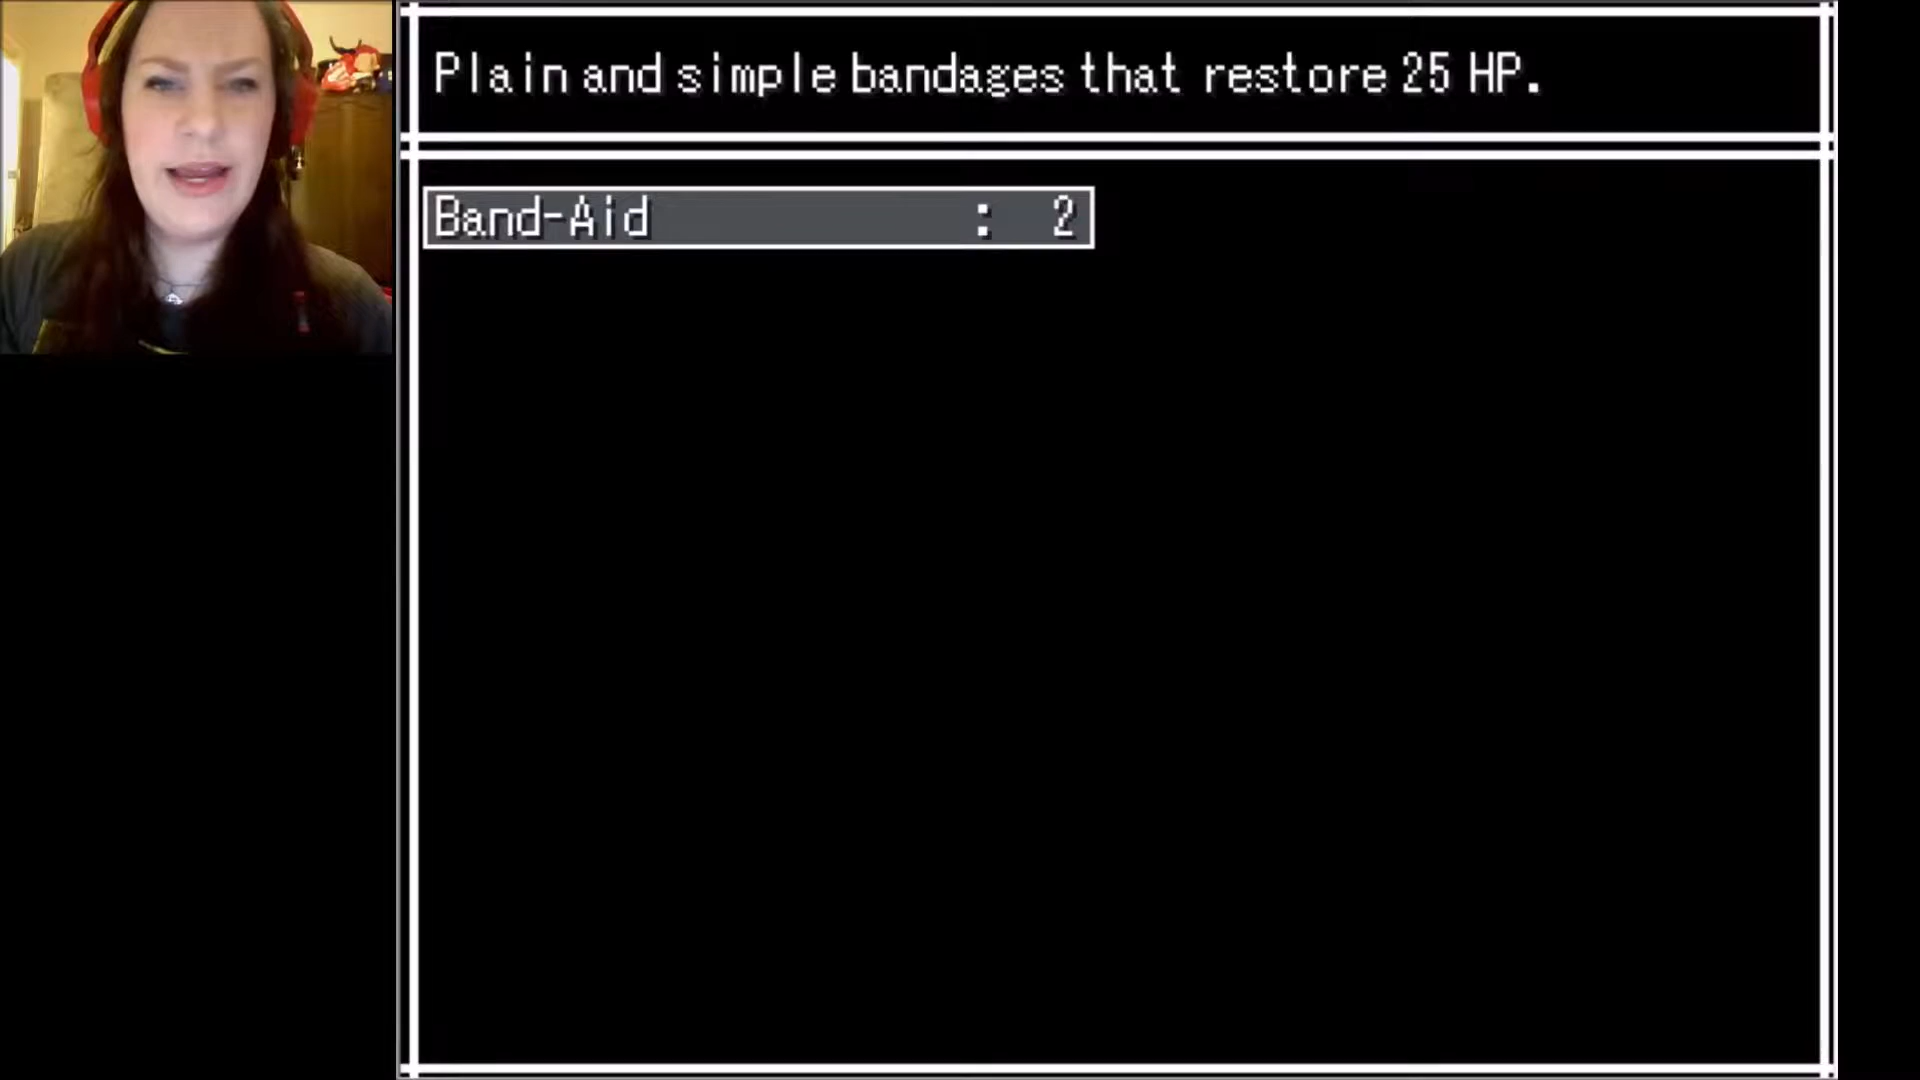 Plain and simple bandages that restore 25 HP.
Band-Aid : 2